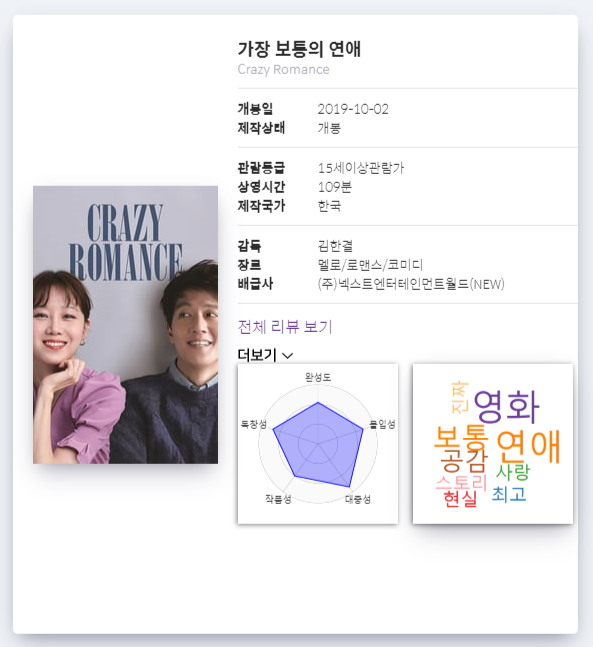 가장 보통의 연애
Crazy Romance
개봉일 2019-10-02
제작상태 개봉
관람등급 15세이상관람가
상영시간 109분
제작국가 한국
감독 김한결
장르 멜로/로맨스/코미디
배급사 (주)넥스트엔터테인먼트월드(NEW)
CRAZY
ROMANCE
전체 리뷰 보기
더보기
완성도
독창성 몰입성
작품성 대중성
진짜 영화
보통 연애
공감 사랑
스토리
현실 최고